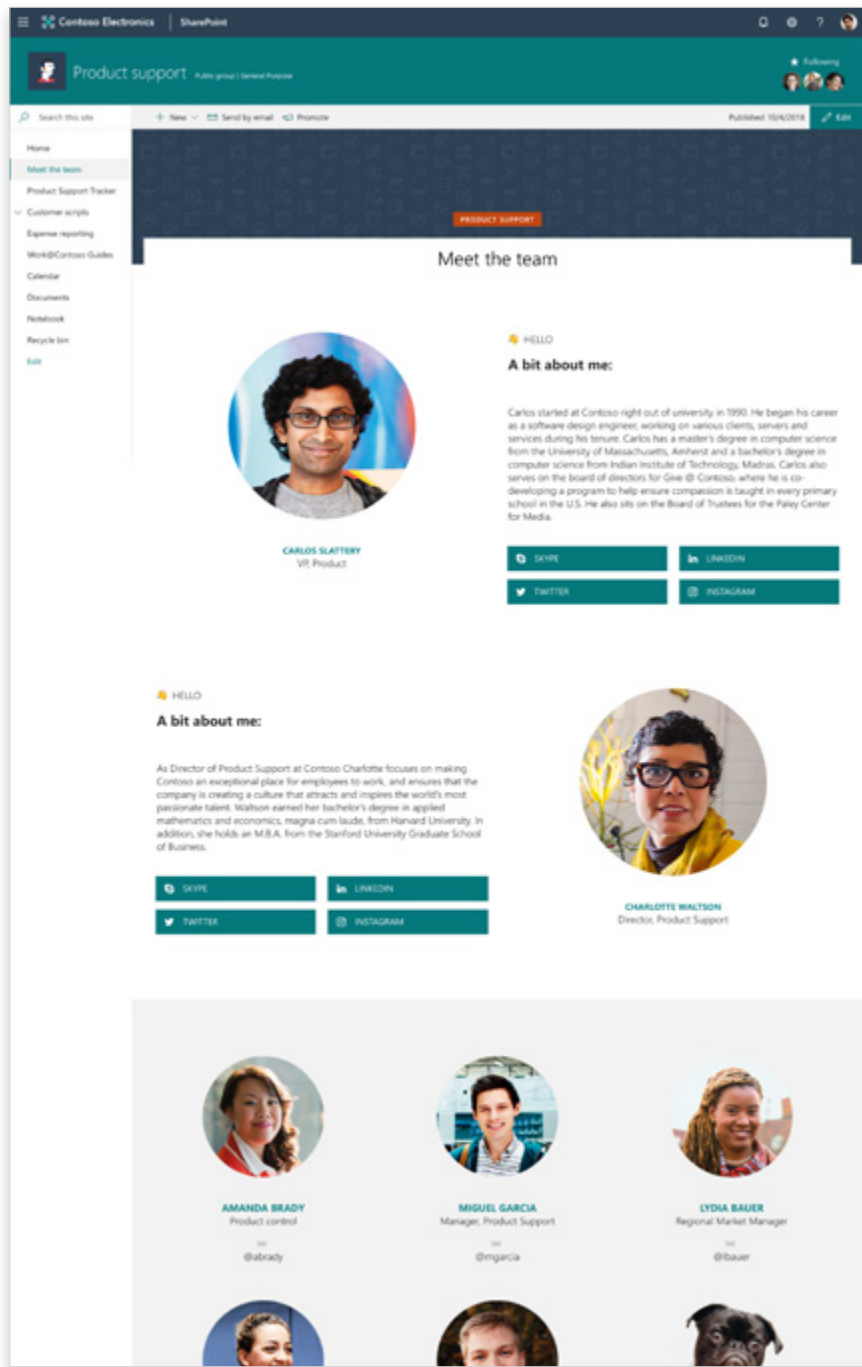 Contoso Electronics
SharePoint
?
Product support
Public group | General Purpose
Following
Search this site
New
Send by email
Promote
Published 10/4/2018
Edit
Home
Meet the team
Product Support Tracker
Customer scripts
Expense reporting
Work@Contoso Guides
Calendar
Documents
Notebook
Recycle bin
Edit
PRODUCT SUPPORT
Meet the team
HELLO
A bit about me:
Carlos started at Contoso right out of university in 1990. He began his career
as a software design engineer, working on various clients, servers and
services during his tenure. Carlos has a master's degree in computer science
from the University of Massachusetts, Amherst and a bachelor's degree in
computer science from Indian Institute of Technology, Madras. Carlos also
serves on the board of directors for Give @ Contoso, where he is co-
developing a program to help ensure compassion is taught in every primary
school in the U.S. He also sits on the Board of Trustees for the Paley Center
for Media.
CARLOS SLATTERY
VP, Product
SKYPE
LINKEDIN
TWITTER
INSTAGRAM
HELLO
A bit about me:
As Director of Product Support at Contoso Charlotte focuses on making
Contoso an exceptional place for employees to work, and ensures that the
company is creating a culture that attracts and inspires the world's most
passionate talent. Waltson earned her bachelor's degree in applied
mathematics and economics, magna cum laude, from Harvard University. In
addition, she holds an M.B.A. from the Stanford University Graduate School
of Business.
SKYPE
LINKEDIN
TWITTER
INSTAGRAM
CHARLOTTE WALTSON
Director, Product Support
AMANDA BRADY
Product control
@abrady
MIGUEL GARCIA
Manager, Product Support
@mgarcia
LYDIA BAUER
Regional Market Manager
@lbauer